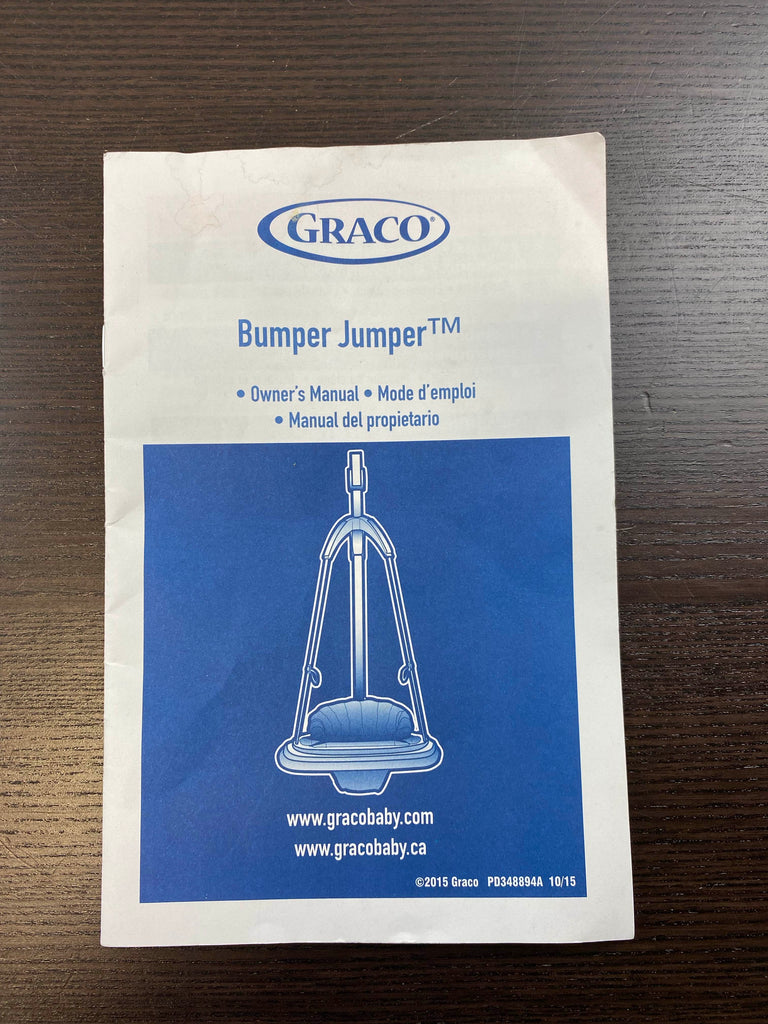 GRACO®
Bumper Jumper™
• Owner's Manual • Mode d'emploi
• Manual del propietario
www.gracobaby.com
www.gracobaby.ca
©2015 Graco PD348894A 10/15